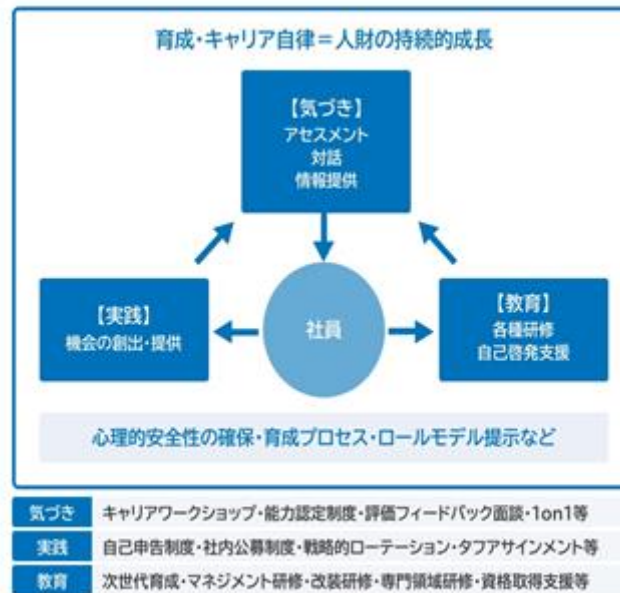 育成・キャリア自律＝人財の持続的成長
【気づき】
アセスメント
対話
情報提供
【実践】
機会の創出・提供
社員
【教育】
各種研修
自己啓発支援
心理的安全性の確保・育成プロセス・ロールモデル提示など
気づき キャリアワークショップ・能力認定制度・評価フィードバック面談・1on1等
実践 自己申告制度・社内公募制度・戦略的ローテーション・タフアサインメント等
教育 次世代育成・マネジメント研修・改装研修・専門領域研修・資格取得支援等